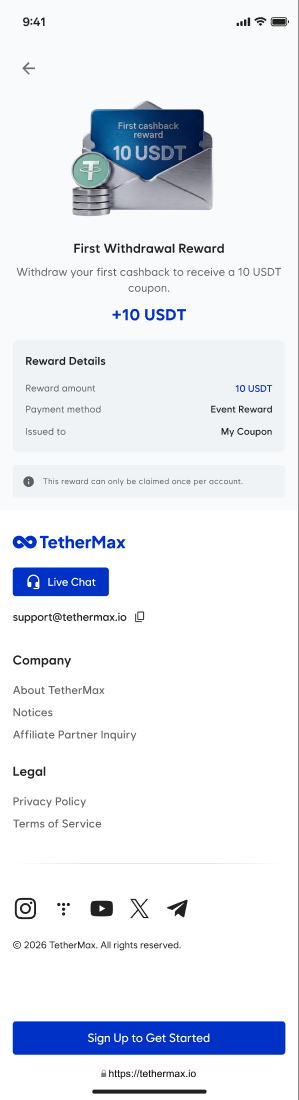 9:41
First cashback
reward
10 USDT
First Withdrawal Reward
Withdraw your first cashback to receive a 10 USDT
coupon.
+10 USDT
Reward Details
Reward amount 10 USDT
Payment method Event Reward
Issued to My Coupon
This reward can only be claimed once per account.
TetherMax
Live Chat
support@tethermax.io
Company
About TetherMax
Notices
Affiliate Partner Inquiry
Legal
Privacy Policy
Terms of Service
© 2026 TetherMax. All rights reserved.
Sign Up to Get Started
https://tethermax.io